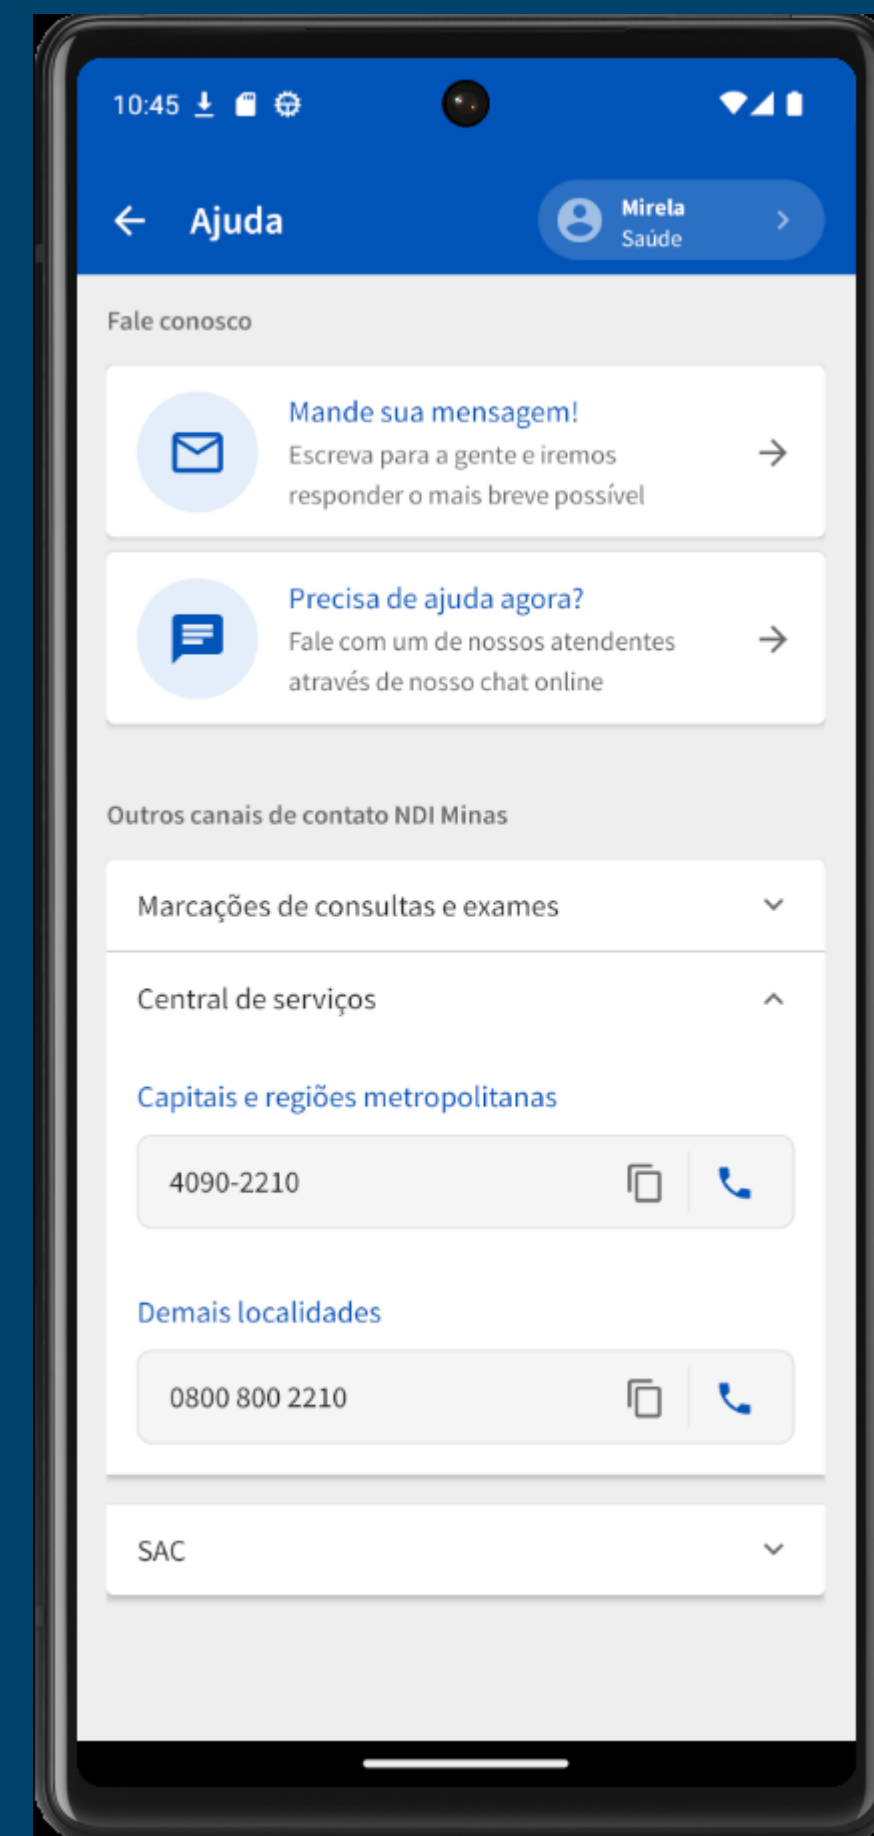 10:45
Ajuda
Mirela
Saúde
Fale conosco
Mande sua mensagem!
Escreva para a gente e iremos
responder o mais breve possível
Precisa de ajuda agora?
Fale com um de nossos atendentes
através de nosso chat online
Outros canais de contato NDI Minas
Marcações de consultas e exames
Central de serviços
Capitais e regiões metropolitanas
4090-2210
Demais localidades
0800 800 2210
SAC